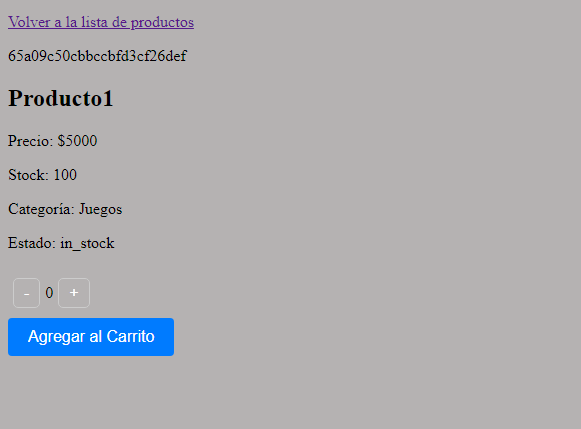 Volver a la lista de productos
65a09c50cbbccbfd3cf26def
Producto1
Precio: $5000
Stock: 100
Categoría: Juegos
Estado: in_stock
- 0 +
Agregar al Carrito